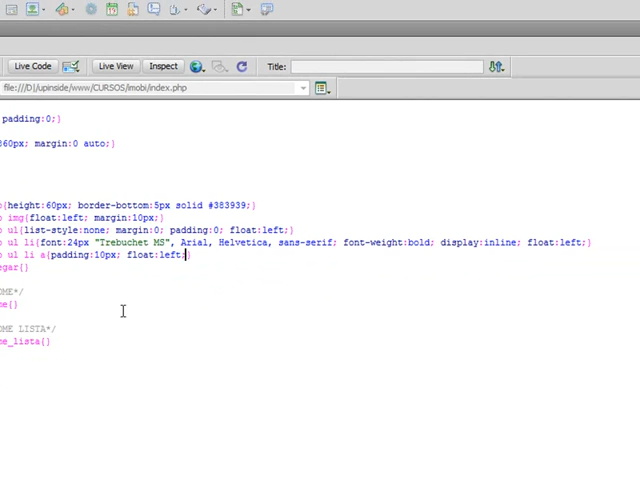 Live Code Live View Inspect Title:
file:///D|/upinside/www/CURSOS/imobi/index.php
padding:0;}
360px; margin:0 auto;}
{height:60px; border-bottom:5px solid #383939;}
img{float:left; margin:10px;}
ul{list-style:none; margin:0; padding:0; float:left;}
ul li{font:24px "Trebuchet MS", Arial, Helvetica, sans-serif; font-weight:bold; display:inline; float:left;}
ul li a{padding:10px; float:left;}
egar{}
OME*/
me{}
OME LISTA*/
me_lista{}